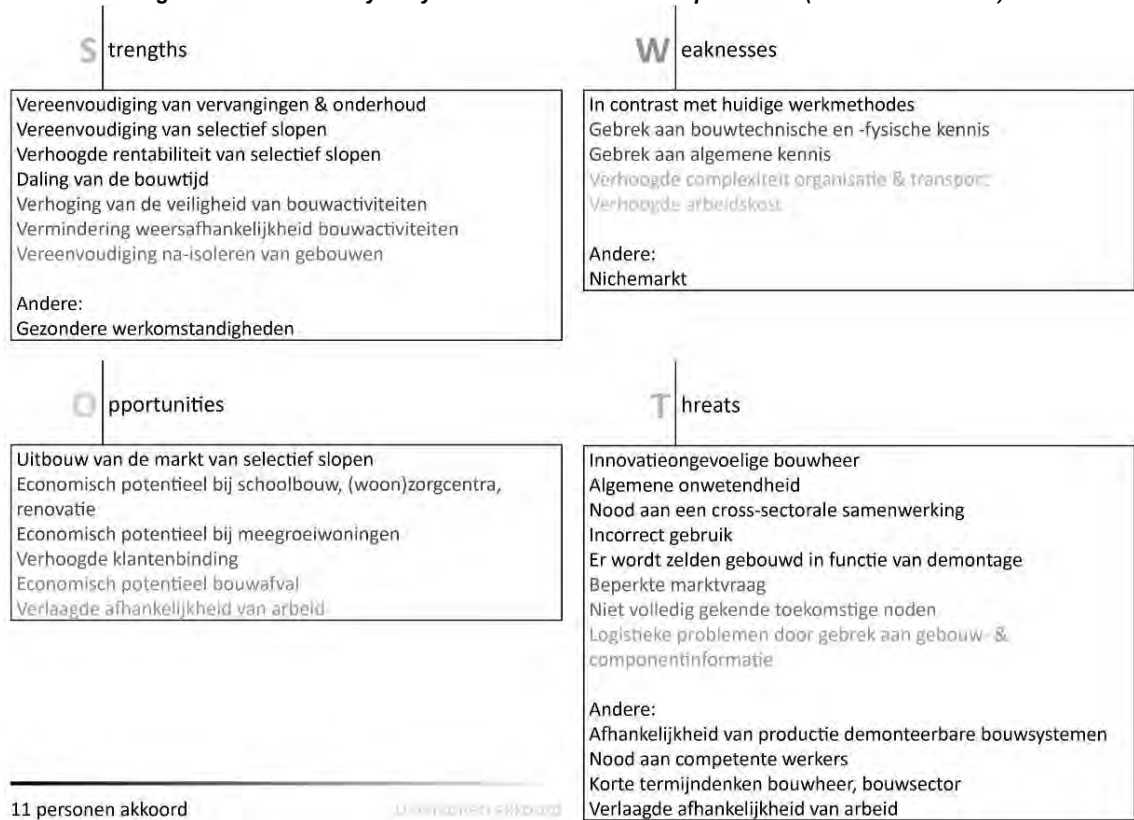 S trengths
Vereenvoudiging van vervangingen & onderhoud
Vereenvoudiging van selectief slopen
Verhoogde rentabiliteit van selectief slopen
Daling van de bouwtijd
Verhoging van de veiligheid van bouwactiviteiten
Vermindering weersafhankelijkheid bouwactiviteiten
Vereenvoudiging na-isoleren van gebouwen
Andere:
Gezondere werkomstandigheden
W eaknesses
In contrast met huidige werkmethodes
Gebrek aan bouwtechnische en -fysische kennis
Gebrek aan algemene kennis
Verhoogde complexiteit organisatie & transport
Verhoogde arbeidskost
Andere:
Nichemarkt
O pportunities
Uitbouw van de markt van selectief slopen
Economisch potentieel bij schoolbouw, (woon)zorgcentra,
renovatie
Economisch potentieel bij meegroeiwoningen
Verhoogde klantenbinding
Economisch potentieel bouwafval
Verlaagde afhankelijkheid van arbeid
T hreats
Innovatieongevoelige bouwheer
Algemene onwetendheid
Nood aan een cross-sectorale samenwerking
Incorrect gebruik
Er wordt zelden gebouwd in functie van demontage
Beperkte marktvraag
Niet volledig gekende toekomstige noden
Logistieke problemen door gebrek aan gebouw- &
componentinformatie
Andere:
Afhankelijkheid van productie demonteerbare bouwsystemen
Nood aan competente werkers
Korte termijndenken bouwheer, bouwsector
Verlaagde afhankelijkheid van arbeid
11 personen akkoord
personen akkoord